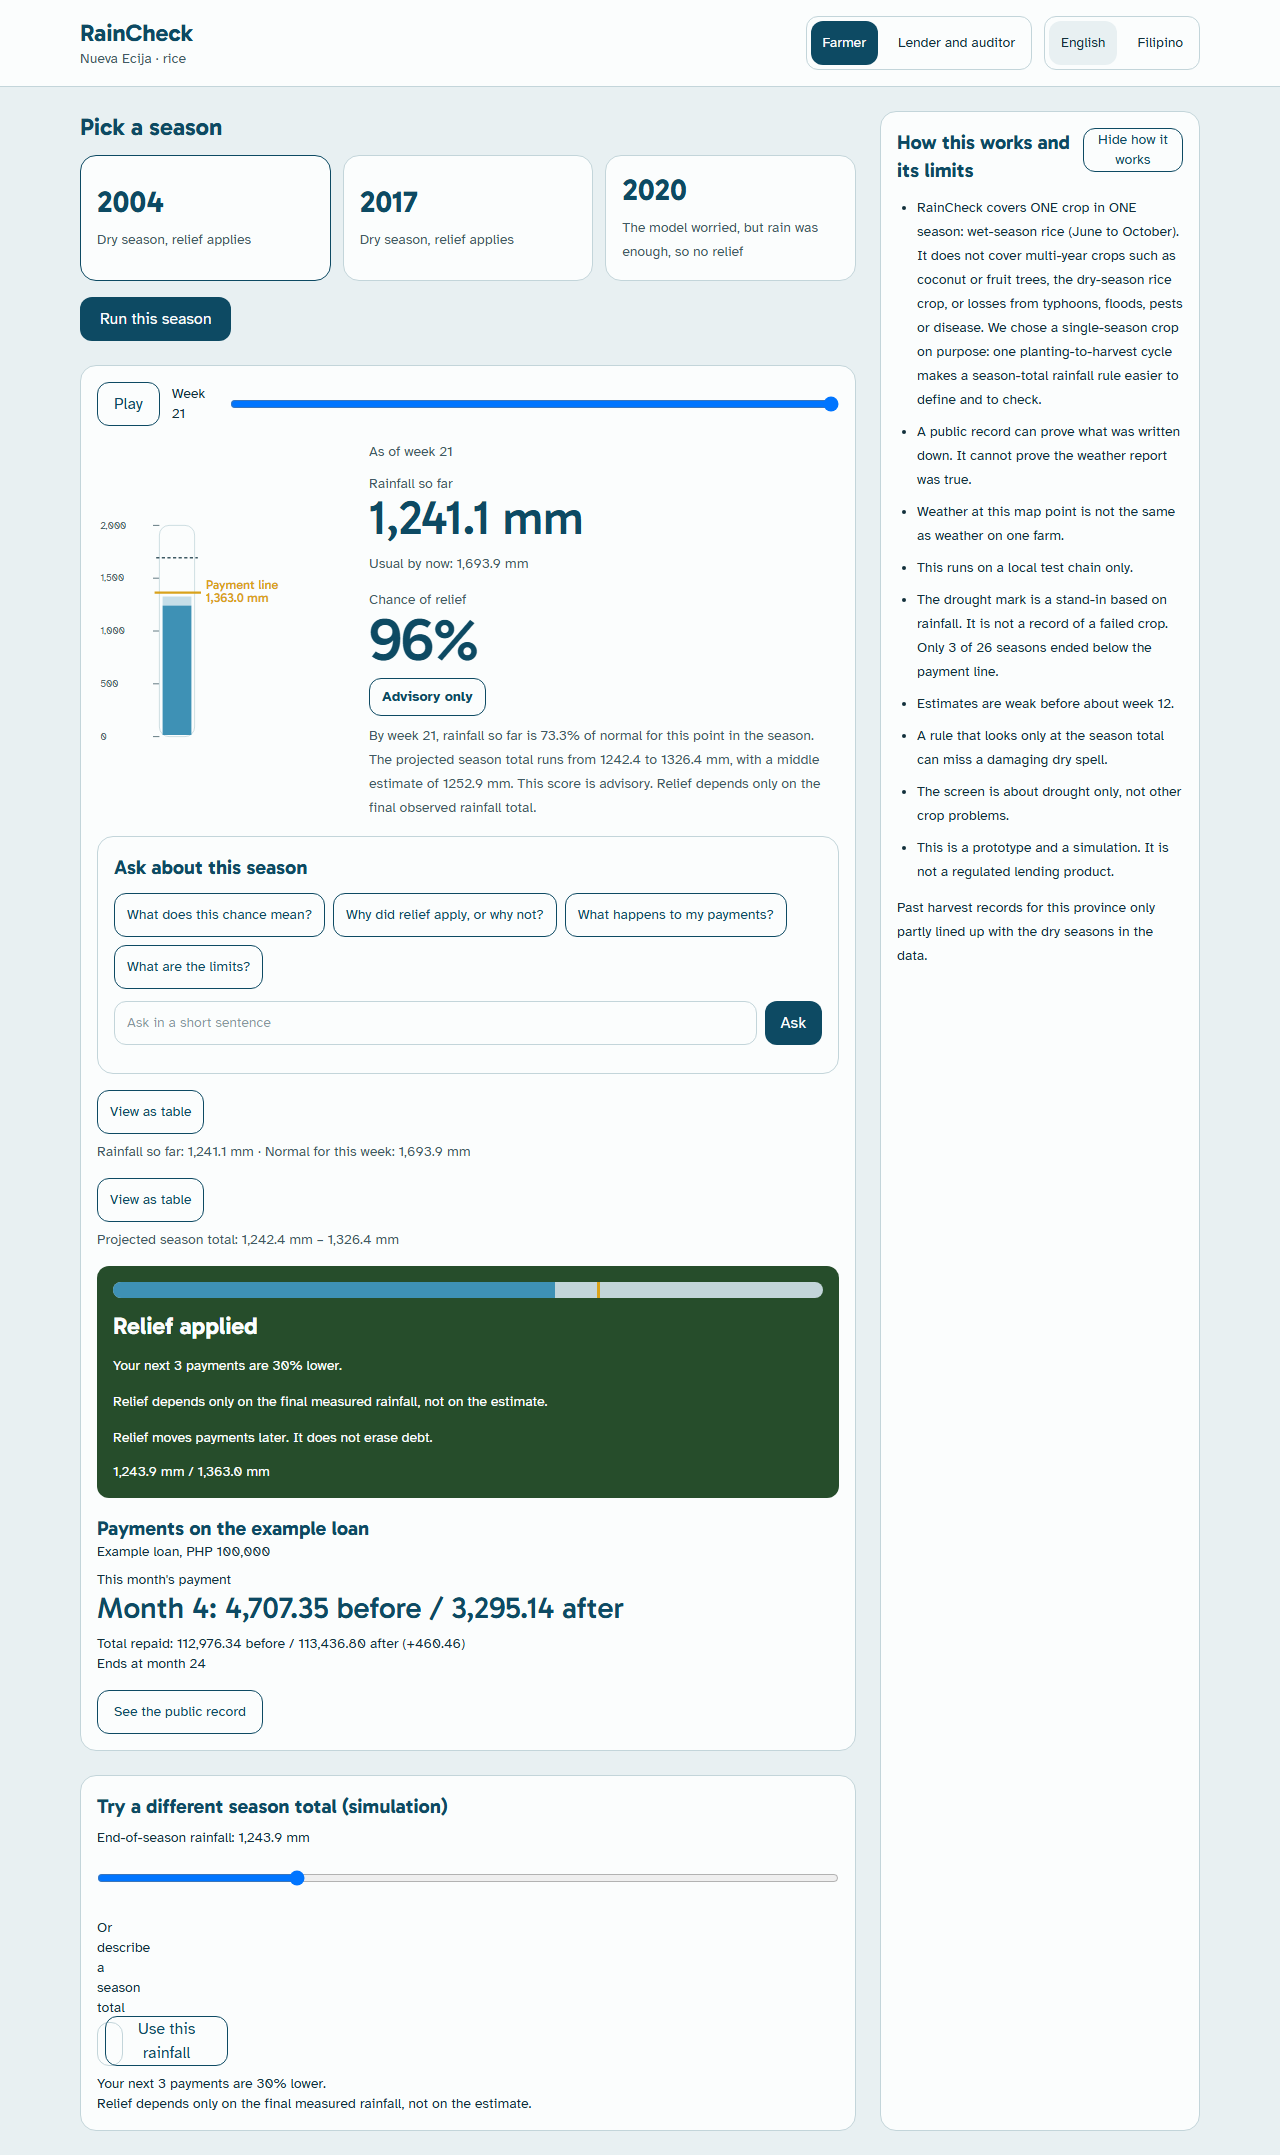 RainCheck
Nueva Ecija · rice
Farmer
Lender and auditor
English
Filipino
Pick a season
2004
Dry season, relief applies
2017
Dry season, relief applies
2020
The model worried, but rain was
enough, so no relief
Run this season
Play
Week
21
2,000
1,500
1,000
500
0
Payment line
1,363.0 mm
As of week 21
Rainfall so far
1,241.1 mm
Usual by now: 1,693.9 mm
Chance of relief
96%
Advisory only
By week 21, rainfall so far is 73.3% of normal for this point in the season.
The projected season total runs from 1242.4 to 1326.4 mm, with a middle
estimate of 1252.9 mm. This score is advisory. Relief depends only on the
final observed rainfall total.
Ask about this season
What does this chance mean?
Why did relief apply, or why not?
What happens to my payments?
What are the limits?
Ask in a short sentence
Ask
View as table
Rainfall so far: 1,241.1 mm · Normal for this week: 1,693.9 mm
View as table
Projected season total: 1,242.4 mm – 1,326.4 mm
Relief applied
Your next 3 payments are 30% lower.
Relief depends only on the final measured rainfall, not on the estimate.
Relief moves payments later. It does not erase debt.
1,243.9 mm / 1,363.0 mm
Payments on the example loan
Example loan, PHP 100,000
This month's payment
Month 4: 4,707.35 before / 3,295.14 after
Total repaid: 112,976.34 before / 113,436.80 after (+460.46)
Ends at month 24
See the public record
Try a different season total (simulation)
End-of-season rainfall: 1,243.9 mm
Or
describe
a
season
total
Use this
rainfall
Your next 3 payments are 30% lower.
Relief depends only on the final measured rainfall, not on the estimate.
How this works and
its limits
Hide how it
works
• RainCheck covers ONE crop in ONE
season: wet-season rice (June to October).
It does not cover multi-year crops such as
coconut or fruit trees, the dry-season rice
crop, or losses from typhoons, floods, pests
or disease. We chose a single-season crop
on purpose: one planting-to-harvest cycle
makes a season-total rainfall rule easier to
define and to check.
• A public record can prove what was written
down. It cannot prove the weather report
was true.
• Weather at this map point is not the same
as weather on one farm.
• This runs on a local test chain only.
• The drought mark is a stand-in based on
rainfall. It is not a record of a failed crop.
Only 3 of 26 seasons ended below the
payment line.
• Estimates are weak before about week 12.
• A rule that looks only at the season total
can miss a damaging dry spell.
• The screen is about drought only, not other
crop problems.
• This is a prototype and a simulation. It is
not a regulated lending product.
Past harvest records for this province only
partly lined up with the dry seasons in the
data.